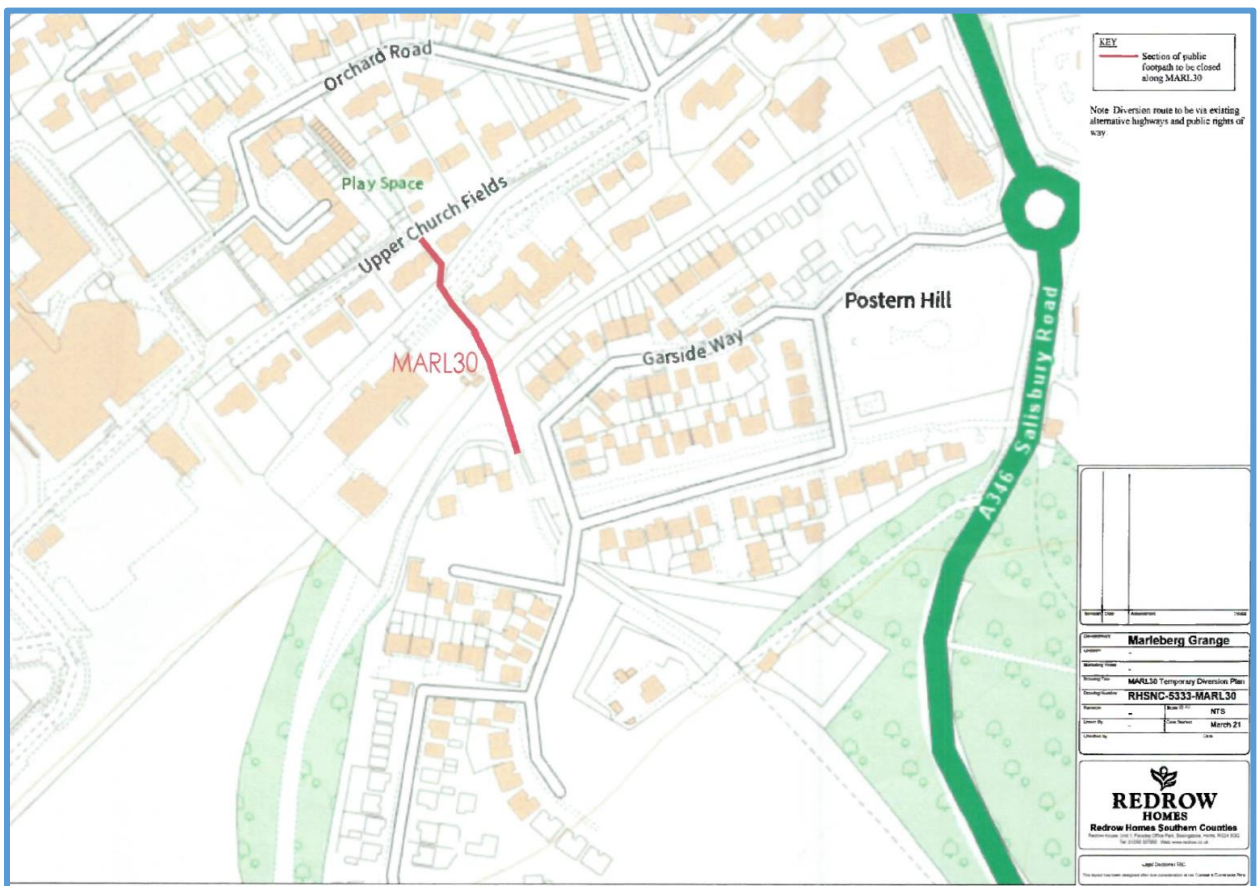 Orchard Road
KEY
Section of public
footpath to be closed
along MARL30
Note Diversion route to be via existing
alternative highways and public rights of
way
Play Space
Upper Church Fields
MARL30
Garside Way
Postern Hill
A346 Salisbury Road
Marleberg Grange
MARL30 Temporary Diversion Plan
RHSNC-5333-MARL30
NTS
March 21
REDROW
HOMES
Redrow Homes Southern Counties